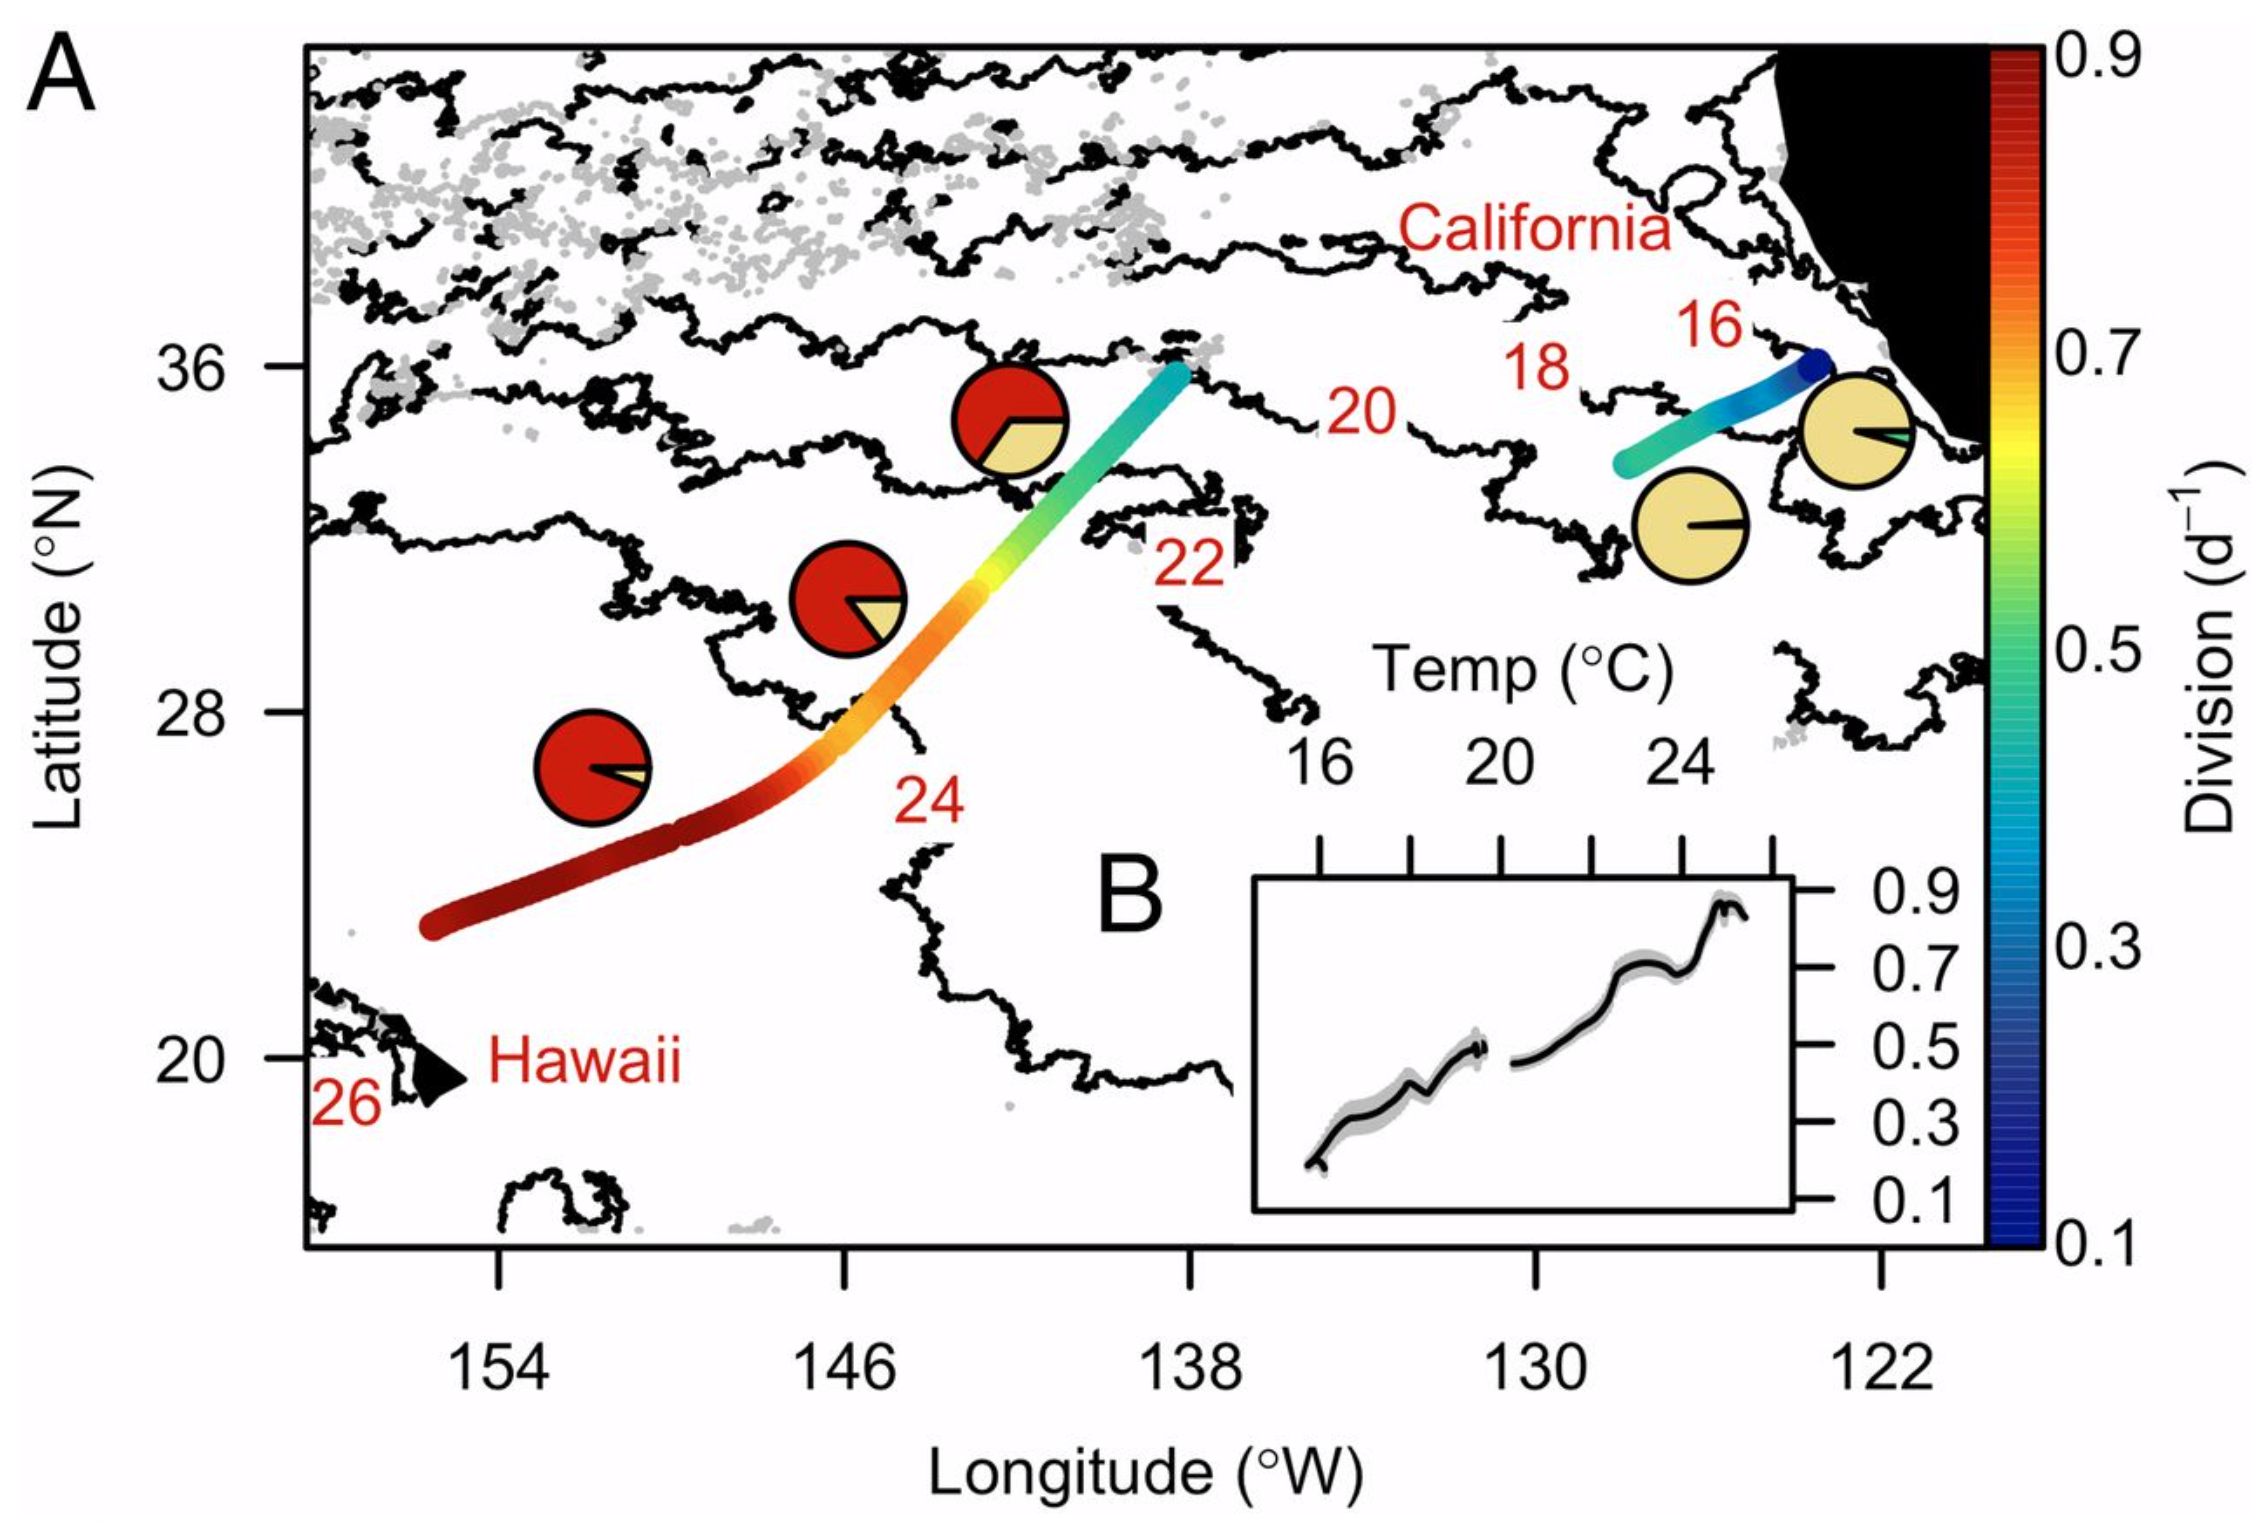 A
0.9
California
16
36
18
0.7
20
22
Latitude (°N)
0.5
Division (d⁻¹)
Temp (°C)
28
16 20 24
24
B
0.9
0.7
0.3
0.5
20
Hawaii
26
0.3
0.1
0.1
154 146 138 130 122
Longitude (°W)